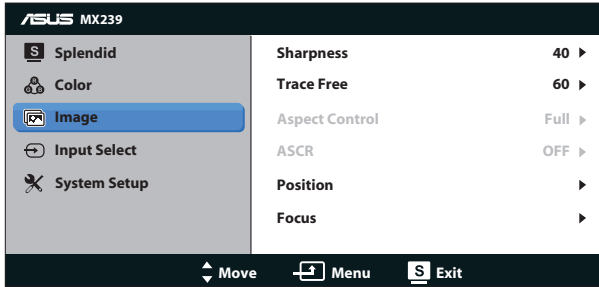 ASUS MX239
S Splendid
Color
Image
Input Select
System Setup
Sharpness 40
Trace Free 60
Aspect Control Full
ASCR OFF
Position
Focus
Move Menu S Exit